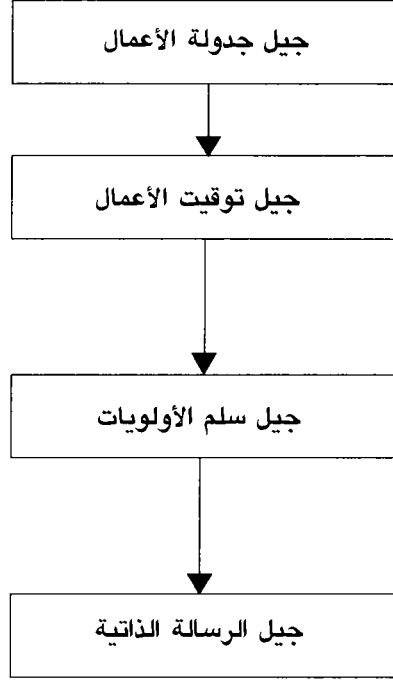 جيل جدولة الأعمال
جيل توقيت الأعمال
جيل سلم الأولويات
جيل الرسالة الذاتية